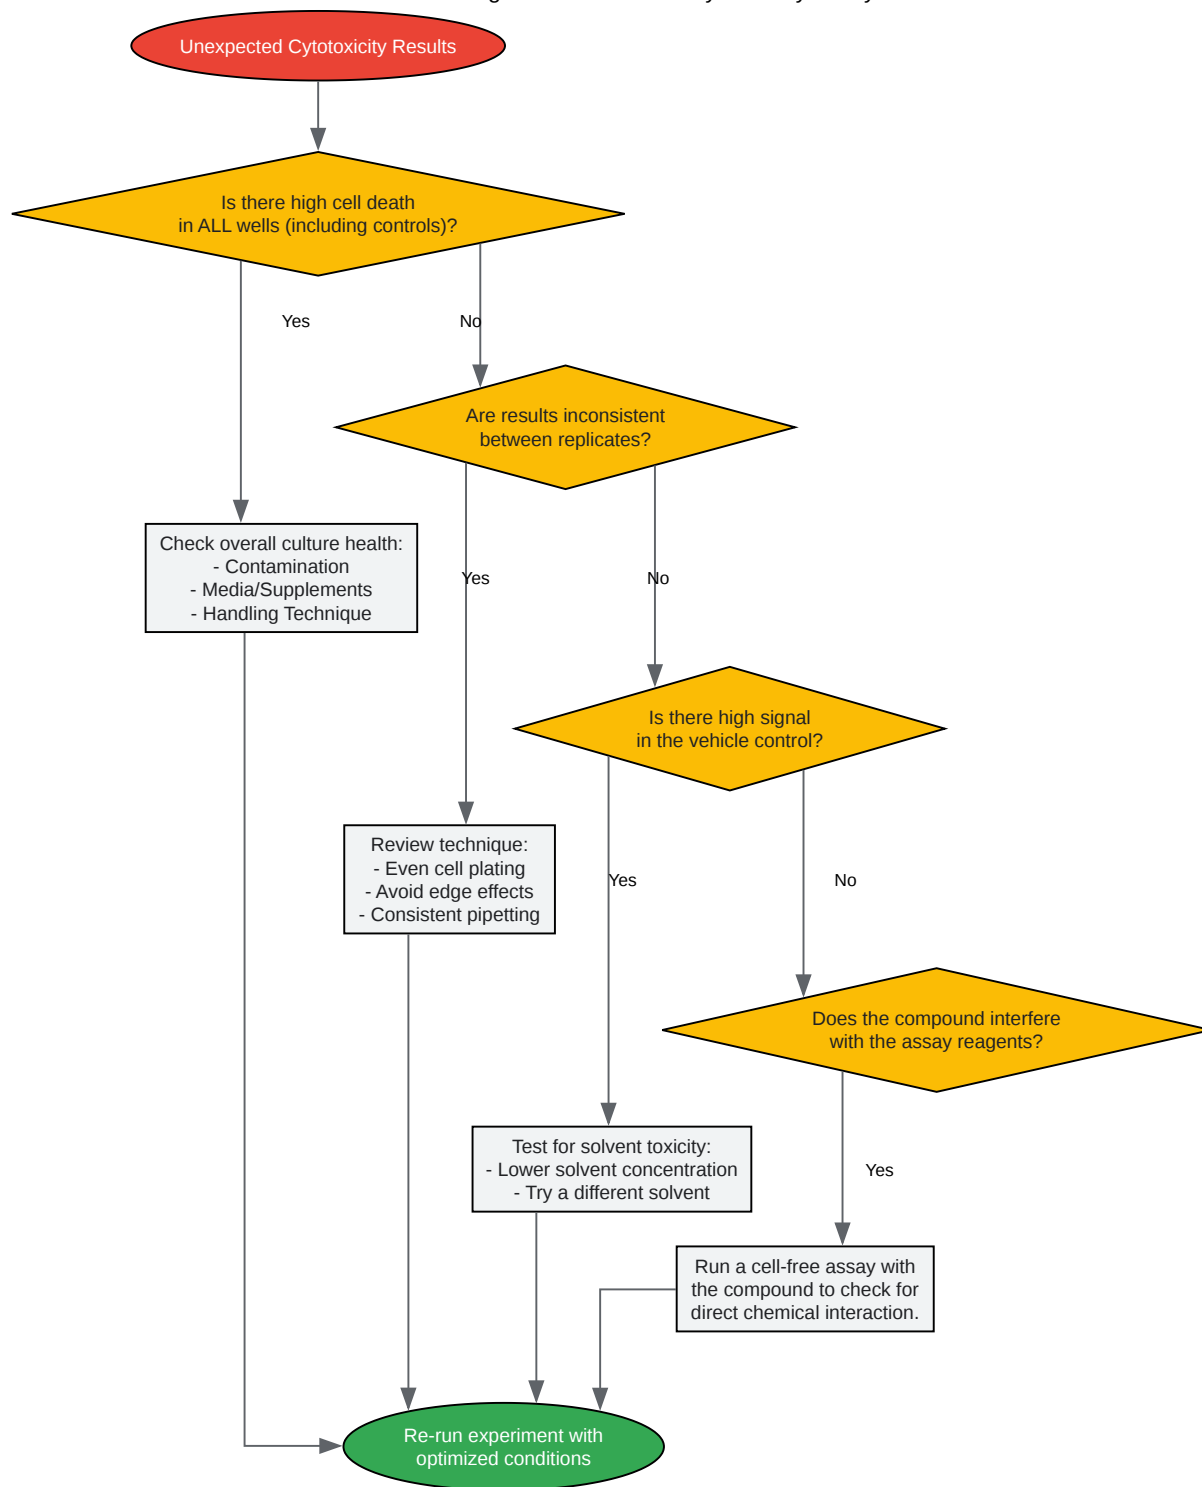 Unexpected Cytotoxicity Results
Is there high cell death
in ALL wells (including controls)?
Yes
No
Are results inconsistent
between replicates?
Check overall culture health:
- Contamination
- Media/Supplements
- Handling Technique
Yes
No
Is there high signal
in the vehicle control?
Review technique:
- Even cell plating
- Avoid edge effects
- Consistent pipetting
Yes
No
Does the compound interfere
with the assay reagents?
Test for solvent toxicity:
- Lower solvent concentration
- Try a different solvent
Yes
Run a cell-free assay with
the compound to check for
direct chemical interaction.
Re-run experiment with
optimized conditions